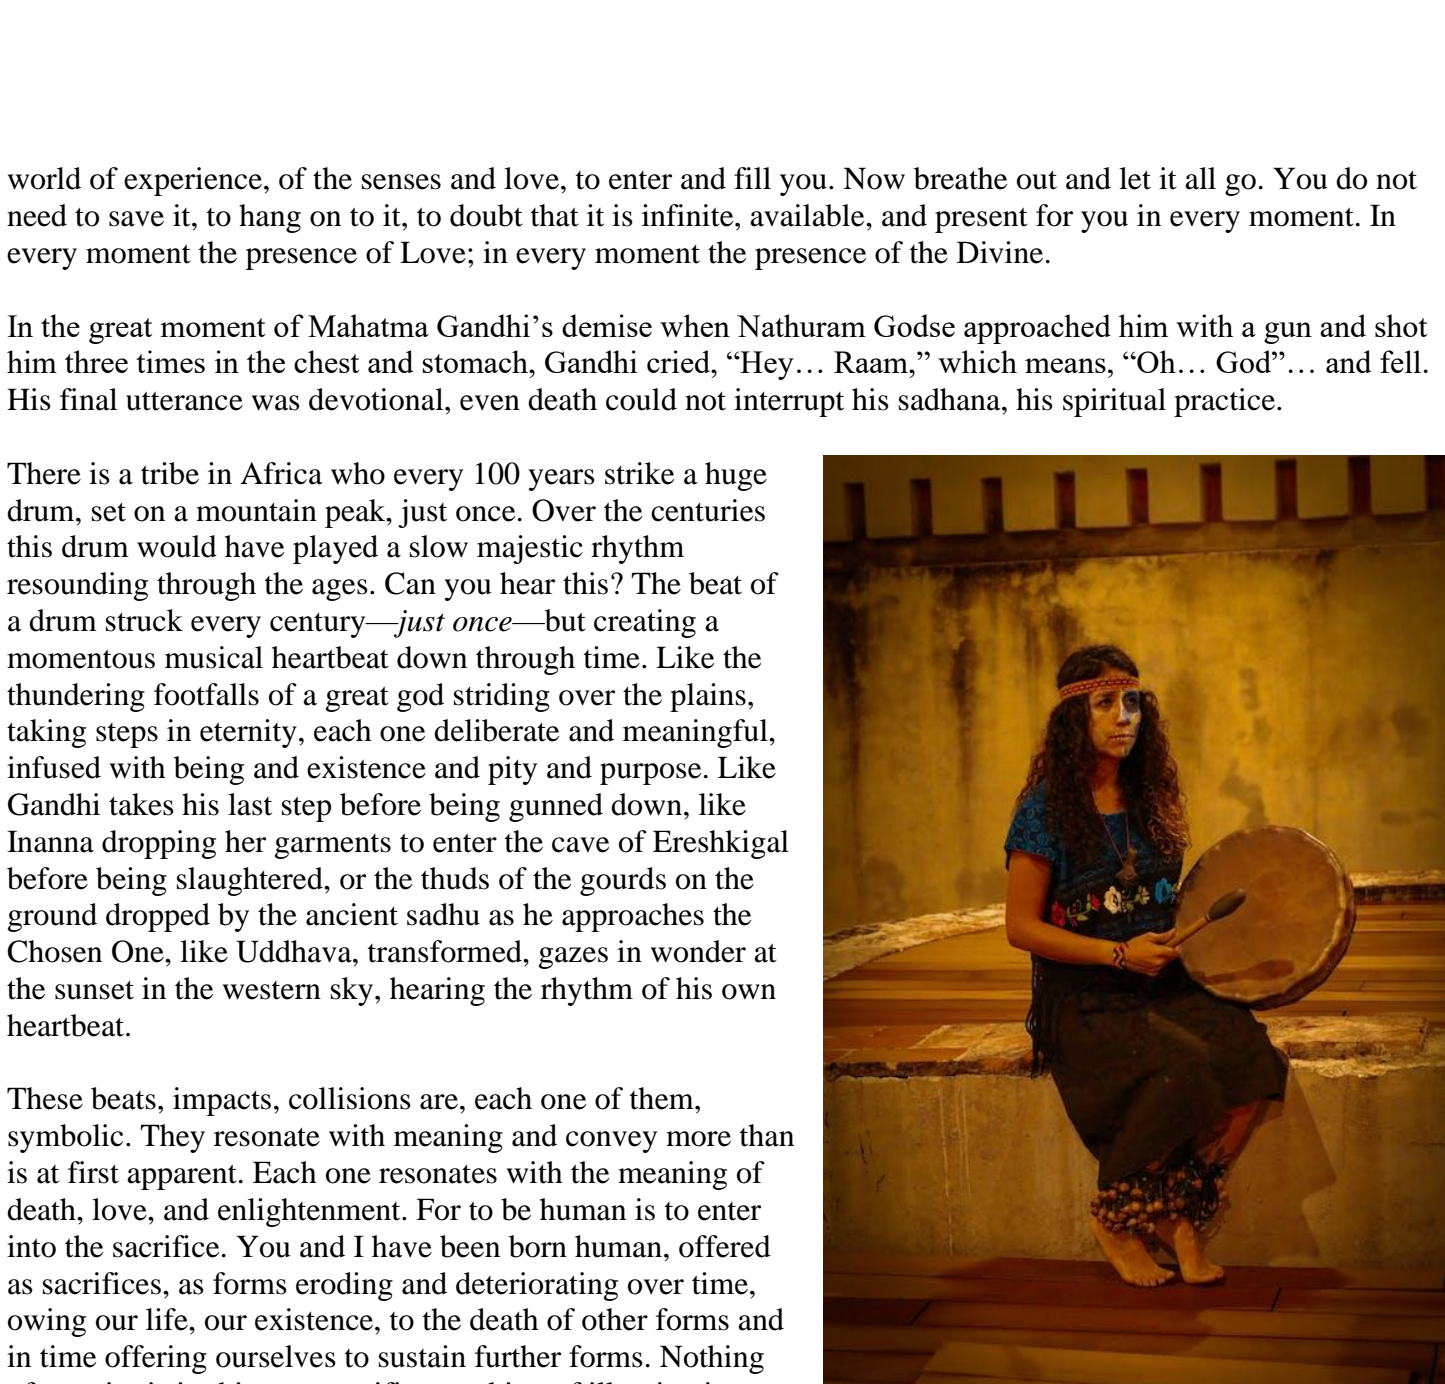 world of experience, of the senses and love, to enter and fill you. Now breathe out and let it all go. You do not
need to save it, to hang on to it, to doubt that it is infinite, available, and present for you in every moment. In
every moment the presence of Love; in every moment the presence of the Divine.
In the great moment of Mahatma Gandhi’s demise when Nathuram Godse approached him with a gun and shot
him three times in the chest and stomach, Gandhi cried, “Hey… Raam,” which means, “Oh… God”… and fell.
His final utterance was devotional, even death could not interrupt his sadhana, his spiritual practice.
There is a tribe in Africa who every 100 years strike a huge
drum, set on a mountain peak, just once. Over the centuries
this drum would have played a slow majestic rhythm
resounding through the ages. Can you hear this? The beat of
a drum struck every century—just once—but creating a
momentous musical heartbeat down through time. Like the
thundering footfalls of a great god striding over the plains,
taking steps in eternity, each one deliberate and meaningful,
infused with being and existence and pity and purpose. Like
Gandhi takes his last step before being gunned down, like
Inanna dropping her garments to enter the cave of Ereshkigal
before being slaughtered, or the thuds of the gourds on the
ground dropped by the ancient sadhu as he approaches the
Chosen One, like Uddhava, transformed, gazes in wonder at
the sunset in the western sky, hearing the rhythm of his own
heartbeat.
These beats, impacts, collisions are, each one of them,
symbolic. They resonate with meaning and convey more than
is at first apparent. Each one resonates with the meaning of
death, love, and enlightenment. For to be human is to enter
into the sacrifice. You and I have been born human, offered
as sacrifices, as forms eroding and deteriorating over time,
owing our life, our existence, to the death of other forms and
in time offering ourselves to sustain further forms. Nothing